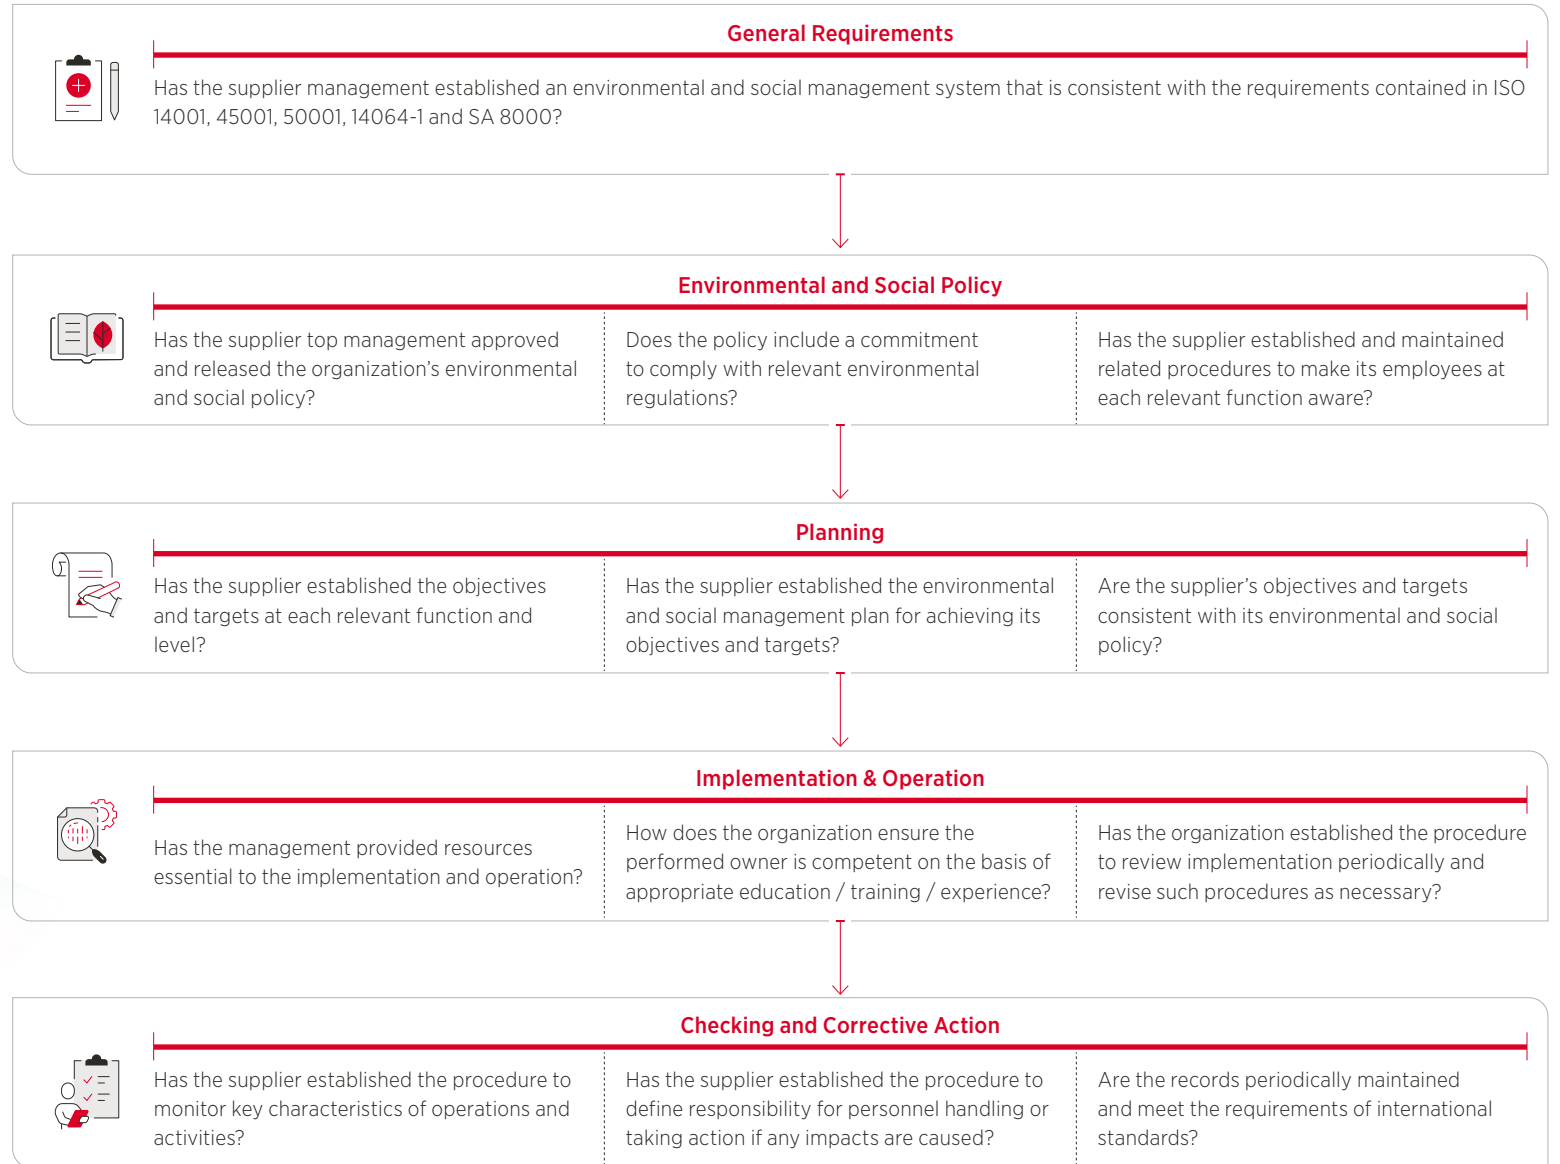 General Requirements
Has the supplier management established an environmental and social management system that is consistent with the requirements contained in ISO
14001, 45001, 50001, 14064-1 and SA 8000?
Environmental and Social Policy
Has the supplier top management approved
and released the organization’s environmental
and social policy?
Does the policy include a commitment
to comply with relevant environmental
regulations?
Has the supplier established and maintained
related procedures to make its employees at
each relevant function aware?
Planning
Has the supplier established the objectives
and targets at each relevant function and
level?
Has the supplier established the environmental
and social management plan for achieving its
objectives and targets?
Are the supplier’s objectives and targets
consistent with its environmental and social
policy?
Implementation & Operation
Has the management provided resources
essential to the implementation and operation?
How does the organization ensure the
performed owner is competent on the basis of
appropriate education / training / experience?
Has the organization established the procedure
to review implementation periodically and
revise such procedures as necessary?
Checking and Corrective Action
Has the supplier established the procedure to
monitor key characteristics of operations and
activities?
Has the supplier established the procedure to
define responsibility for personnel handling or
taking action if any impacts are caused?
Are the records periodically maintained
and meet the requirements of international
standards?